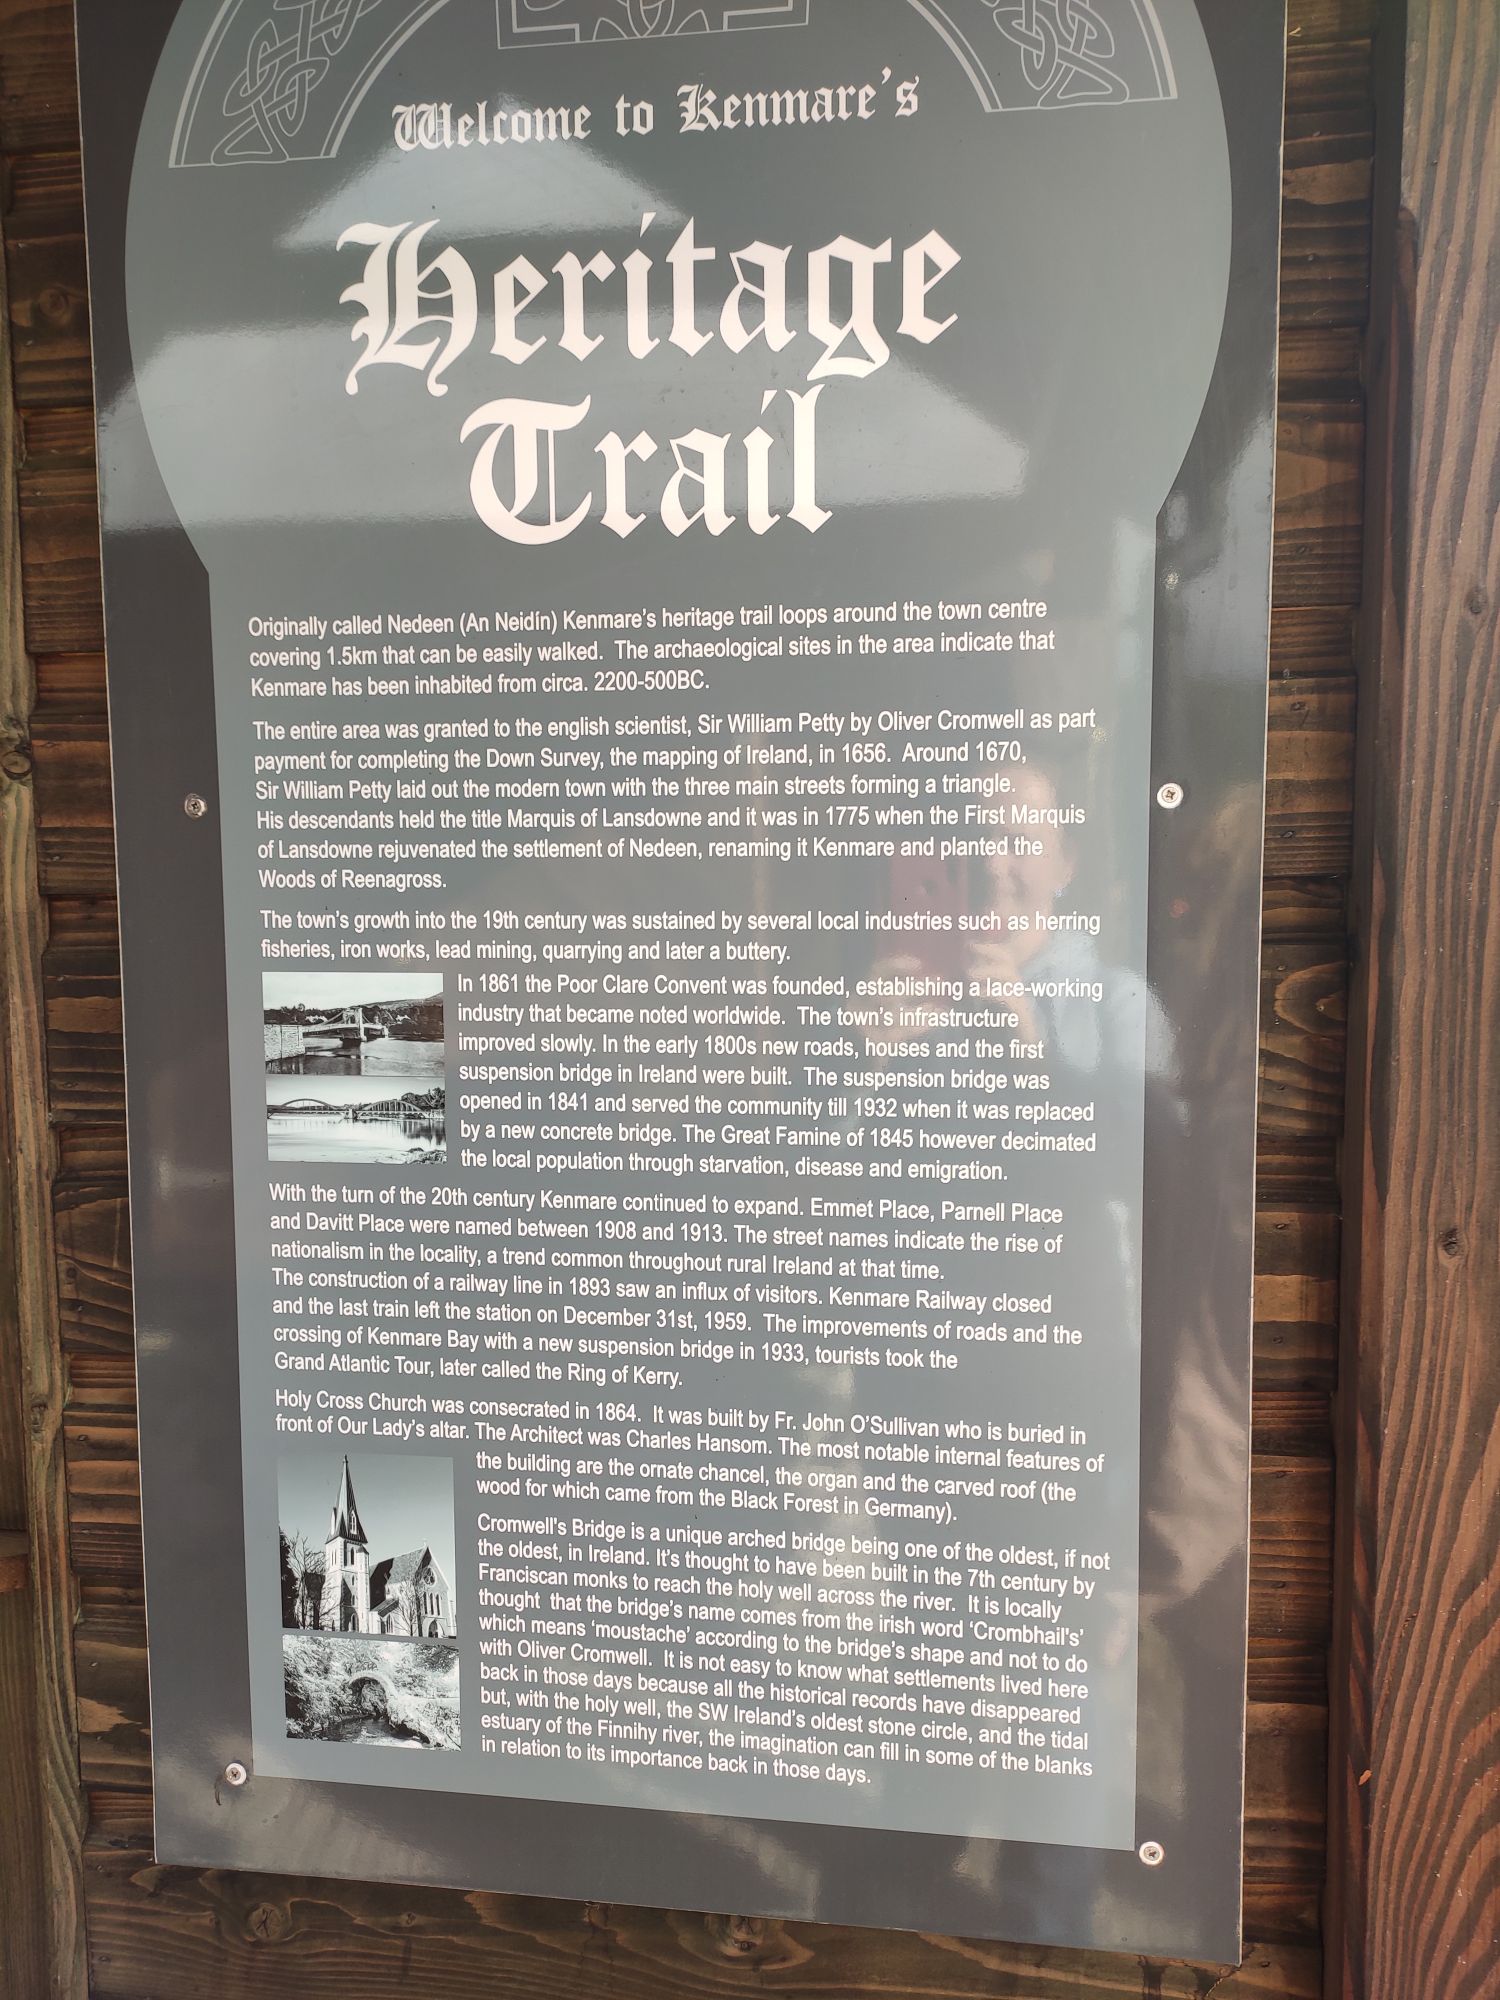 Welcome to Kenmare's
Heritage
Trail
Originally called Nedeen (An Neidín) Kenmare's heritage trail loops around the town centre
covering 1.5km that can be easily walked. The archaeological sites in the area indicate that
Kenmare has been inhabited from circa. 2200-500BC.
The entire area was granted to the english scientist, Sir William Petty by Oliver Cromwell as part
payment for completing the Down Survey, the mapping of Ireland, in 1656. Around 1670,
Sir William Petty laid out the modern town with the three main streets forming a triangle.
His descendants held the title Marquis of Lansdowne and it was in 1775 when the First Marquis
of Lansdowne rejuvenated the settlement of Nedeen, renaming it Kenmare and planted the
Woods of Reenagross.
The town's growth into the 19th century was sustained by several local industries such as herring
fisheries, iron works, lead mining, quarrying and later a buttery.
In 1861 the Poor Clare Convent was founded, establishing a lace-working
industry that became noted worldwide. The town's infrastructure
improved slowly. In the early 1800s new roads, houses and the first
suspension bridge in Ireland were built. The suspension bridge was
opened in 1841 and served the community till 1932 when it was replaced
by a new concrete bridge. The Great Famine of 1845 however decimated
the local population through starvation, disease and emigration.
With the turn of the 20th century Kenmare continued to expand. Emmet Place, Parnell Place
and Davitt Place were named between 1908 and 1913. The street names indicate the rise of
nationalism in the locality, a trend common throughout rural Ireland at that time.
The construction of a railway line in 1893 saw an influx of visitors. Kenmare Railway closed
and the last train left the station on December 31st, 1959. The improvements of roads and the
crossing of Kenmare Bay with a new suspension bridge in 1933, tourists took the
Grand Atlantic Tour, later called the Ring of Kerry.
Holy Cross Church was consecrated in 1864. It was built by Fr. John O'Sullivan who is buried in
front of Our Lady's altar. The Architect was Charles Hansom. The most notable internal features of
the building are the ornate chancel, the organ and the carved roof (the
wood for which came from the Black Forest in Germany).
Cromwell's Bridge is a unique arched bridge being one of the oldest, if not
the oldest, in Ireland. It's thought to have been built in the 7th century by
Franciscan monks to reach the holy well across the river. It is locally
thought that the bridge's name comes from the irish word 'Crombhail's'
which means 'moustache' according to the bridge's shape and not to do
with Oliver Cromwell. It is not easy to know what settlements lived here
back in those days because all the historical records have disappeared
but, with the holy well, the SW Ireland's oldest stone circle, and the tidal
estuary of the Finnihy river, the imagination can fill in some of the blanks
in relation to its importance back in those days.